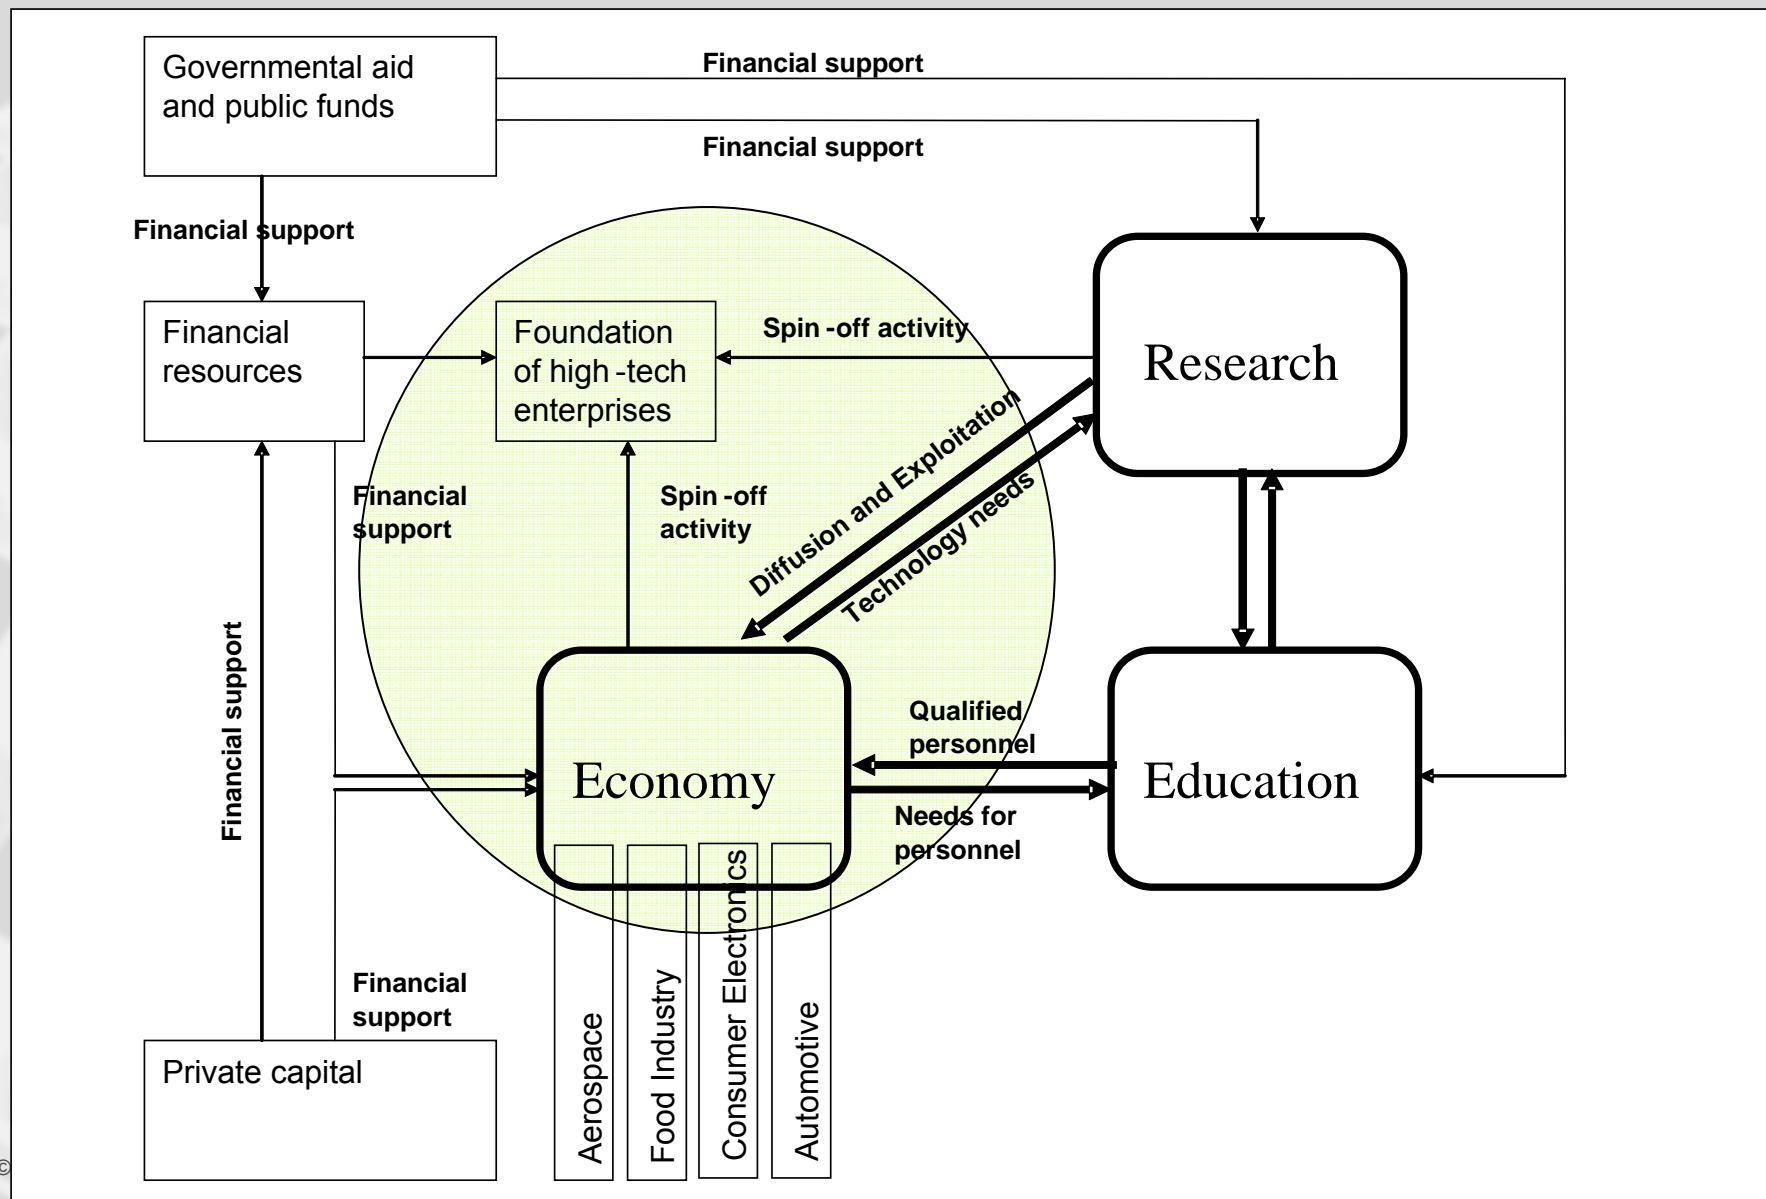 Governmental aid
and public funds
Financial support
Financial support
Financial support
Financial
resources
Foundation
of high -tech
enterprises
Spin -off activity
Research
Financial
support
Spin -off
activity
Diffusion and Exploitation
Technology needs
Financial support
Economy
Qualified
personnel
Needs for
personnel
Education
Financial
support
Private capital
Aerospace
Food Industry
Consumer Electronics
Automotive
©